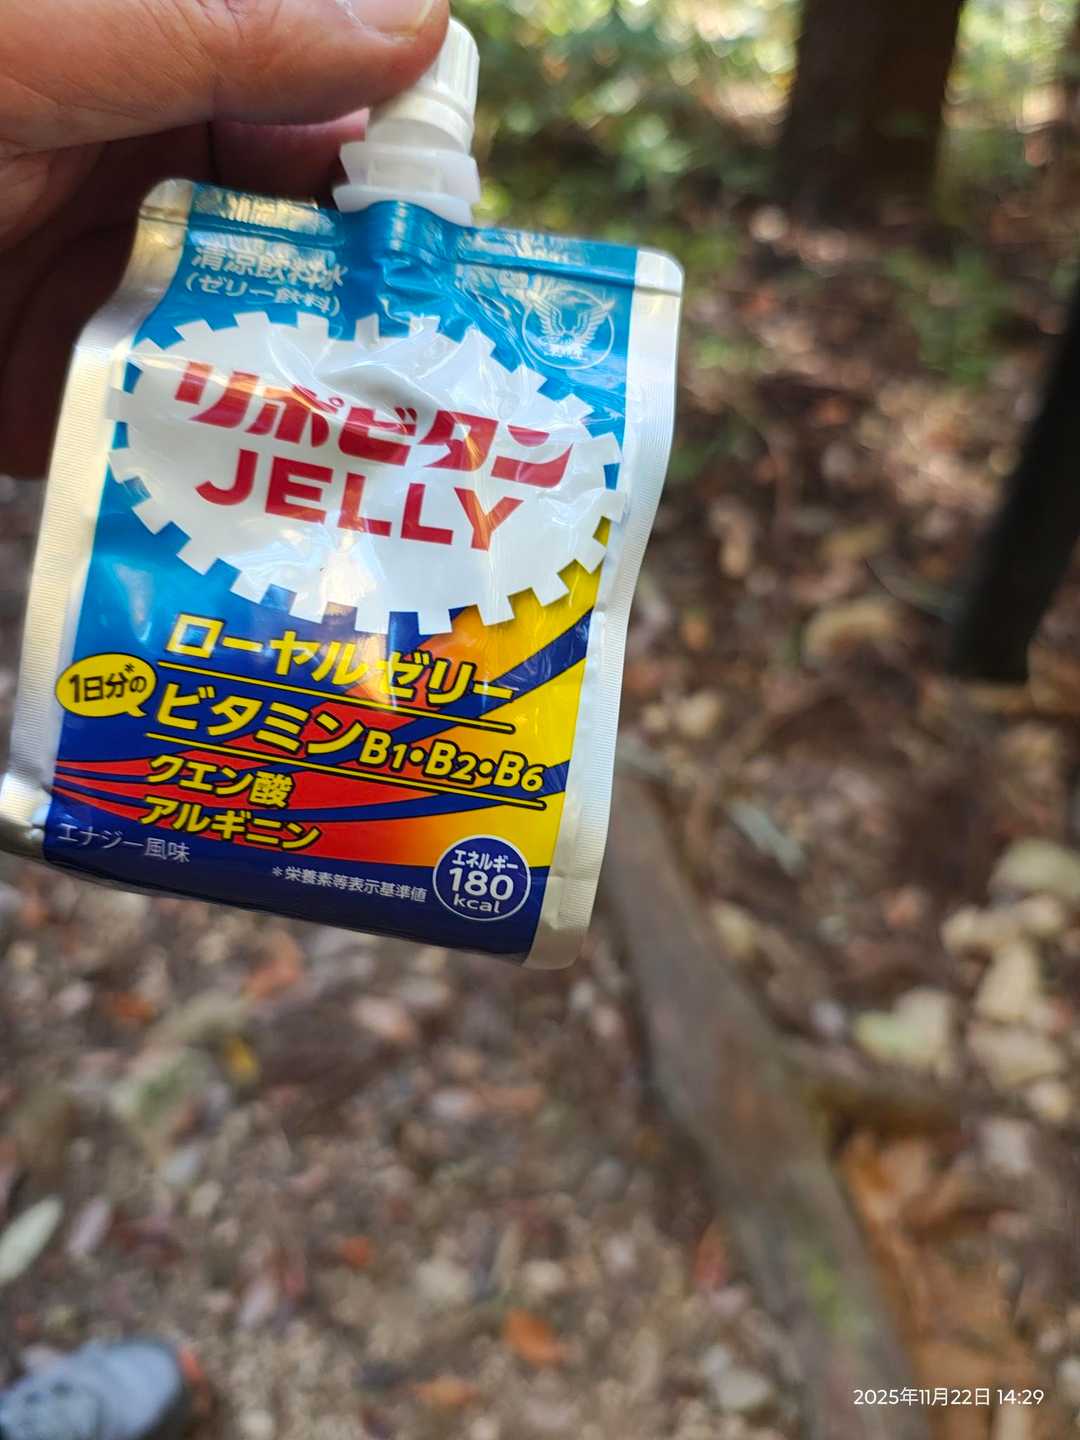 清涼飲料水
(ゼリー飲料)
リポビタン
JELLY
ローヤルゼリー
1日分*の
ビタミンB1・B2・B6
クエン酸
アルギニン
エナジー風味
*栄養素等表示基準値
エネルギー
180
kcal
2025年11月22日 14:29